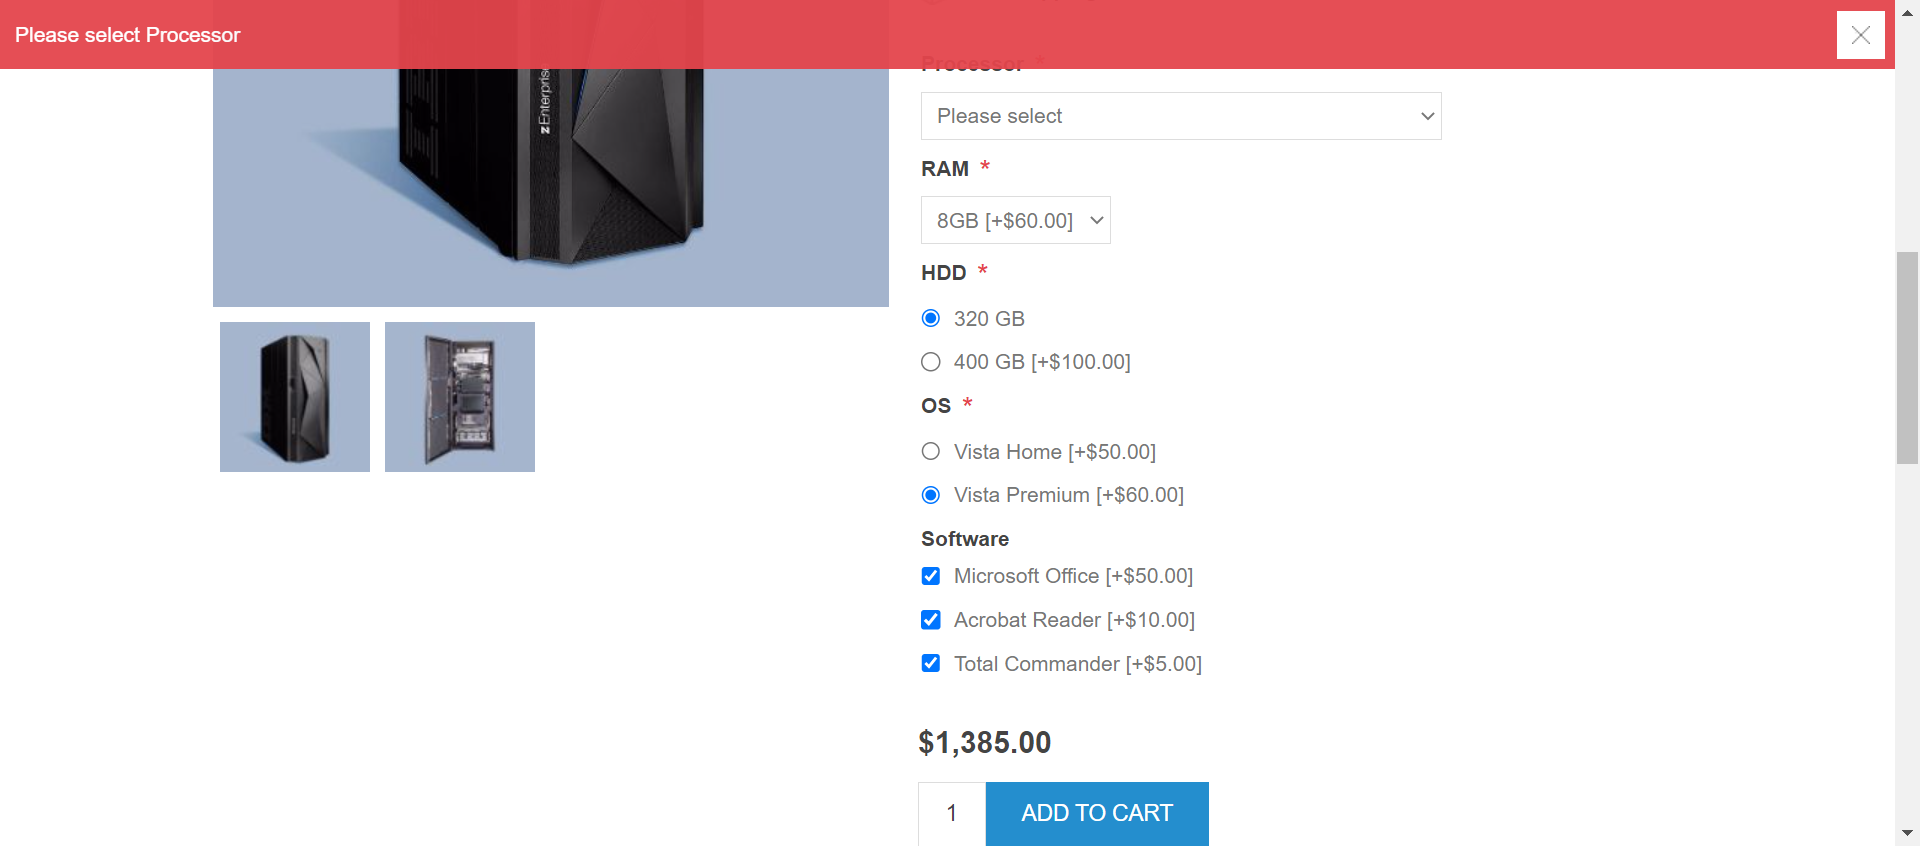 Please select Processor
Processor *
Please select
RAM *
8GB [+$60.00]
HDD *
320 GB
400 GB [+$100.00]
OS *
Vista Home [+$50.00]
Vista Premium [+$60.00]
Software
Microsoft Office [+$50.00]
Acrobat Reader [+$10.00]
Total Commander [+$5.00]
$1,385.00
1
ADD TO CART
zEnterprise